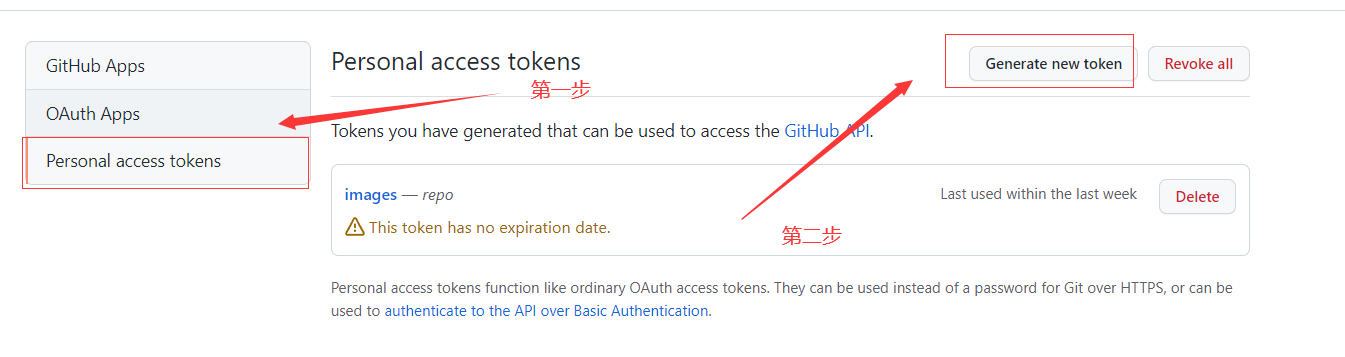 GitHub Apps
OAuth Apps
Personal access tokens
Personal access tokens
Generate new token
Revoke all
第一步
Tokens you have generated that can be used to access the GitHub API.
images — repo
Last used within the last week
Delete
This token has no expiration date.
第二步
Personal access tokens function like ordinary OAuth access tokens. They can be used instead of a password for Git over HTTPS, or can be
used to authenticate to the API over Basic Authentication.